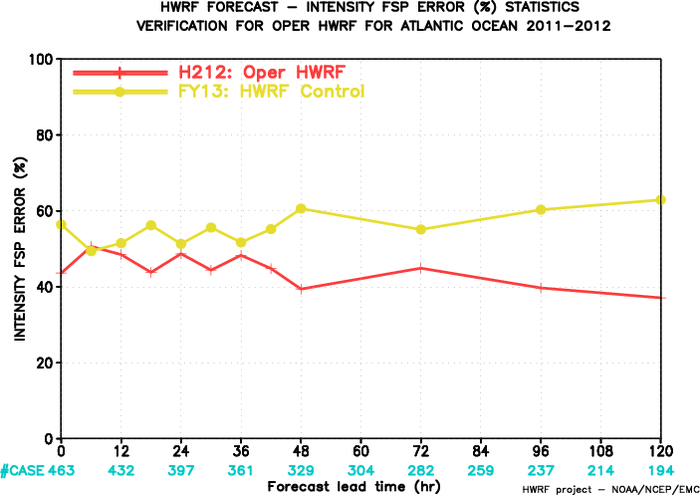 HWRF FORECAST – INTENSITY FSP ERROR (%) STATISTICS
VERIFICATION FOR OPER HWRF FOR ATLANTIC OCEAN 2011–2012
H212: Oper HWRF
FY13: HWRF Control
INTENSITY FSP ERROR (%)
100
80
60
40
20
0
0 12 24 36 48 60 72 84 96 108 120
#CASE 463 432 397 361 329 304 282 259 237 214 194
Forecast lead time (hr)
HWRF project – NOAA/NCEP/EMC